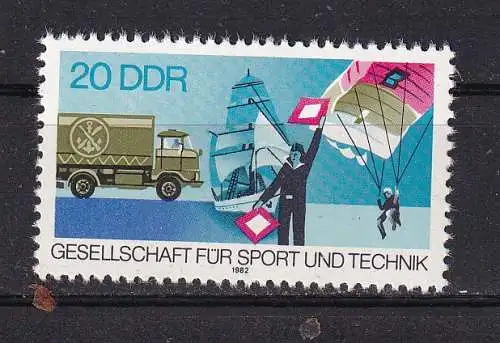 20 DDR
GESELLSCHAFT FÜR SPORT UND TECHNIK
1982